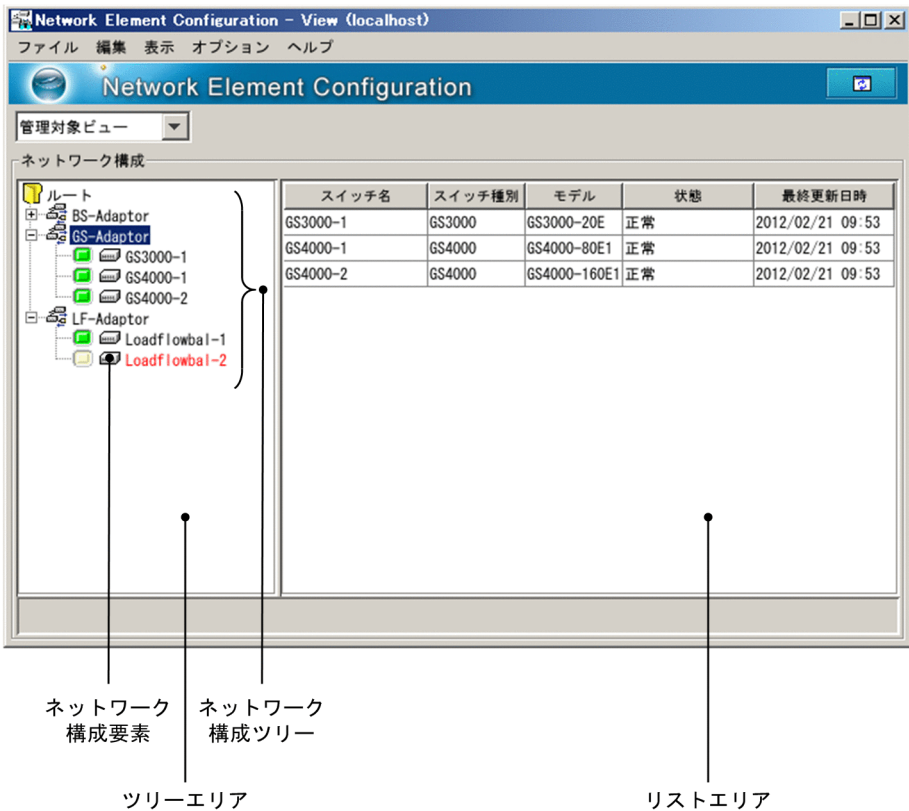 Network Element Configuration - View (localhost)
ファイル 編集 表示 オプション ヘルプ
Network Element Configuration
管理対象ビュー
ネットワーク構成
ルート
BS-Adaptor
GS-Adaptor
GS3000-1
GS4000-1
GS4000-2
LF-Adaptor
Loadflowbal-1
Loadflowbal-2
スイッチ名 スイッチ種別 モデル 状態 最終更新日時
GS3000-1 GS3000 GS3000-20E 正常 2012/02/21 09:53
GS4000-1 GS4000 GS4000-80E1 正常 2012/02/21 09:53
GS4000-2 GS4000 GS4000-160E1 正常 2012/02/21 09:53
ネットワーク
構成要素
ネットワーク
構成ツリー
ツリーエリア
リストエリア